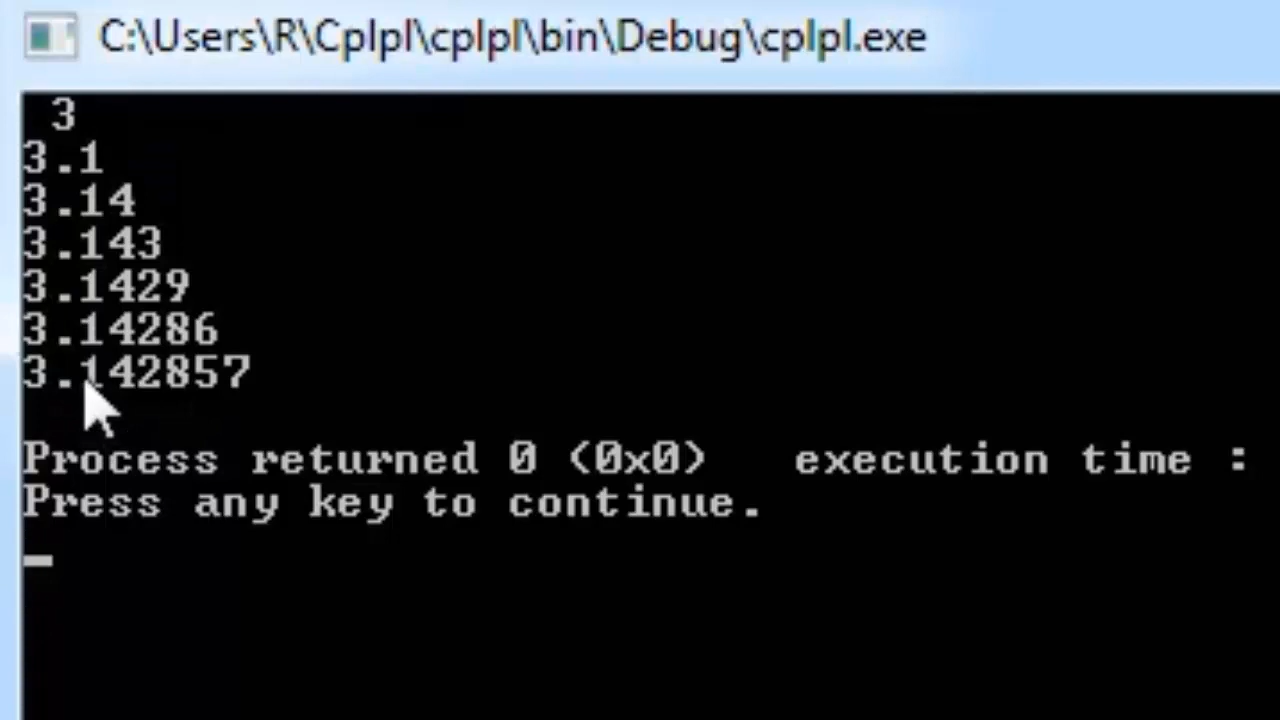 C:\Users\R\Cplpl\cplpl\bin\Debug\cplpl.exe
3
3.1
3.14
3.143
3.1429
3.14286
3.142857
Process returned 0 (0x0)   execution time :
Press any key to continue.